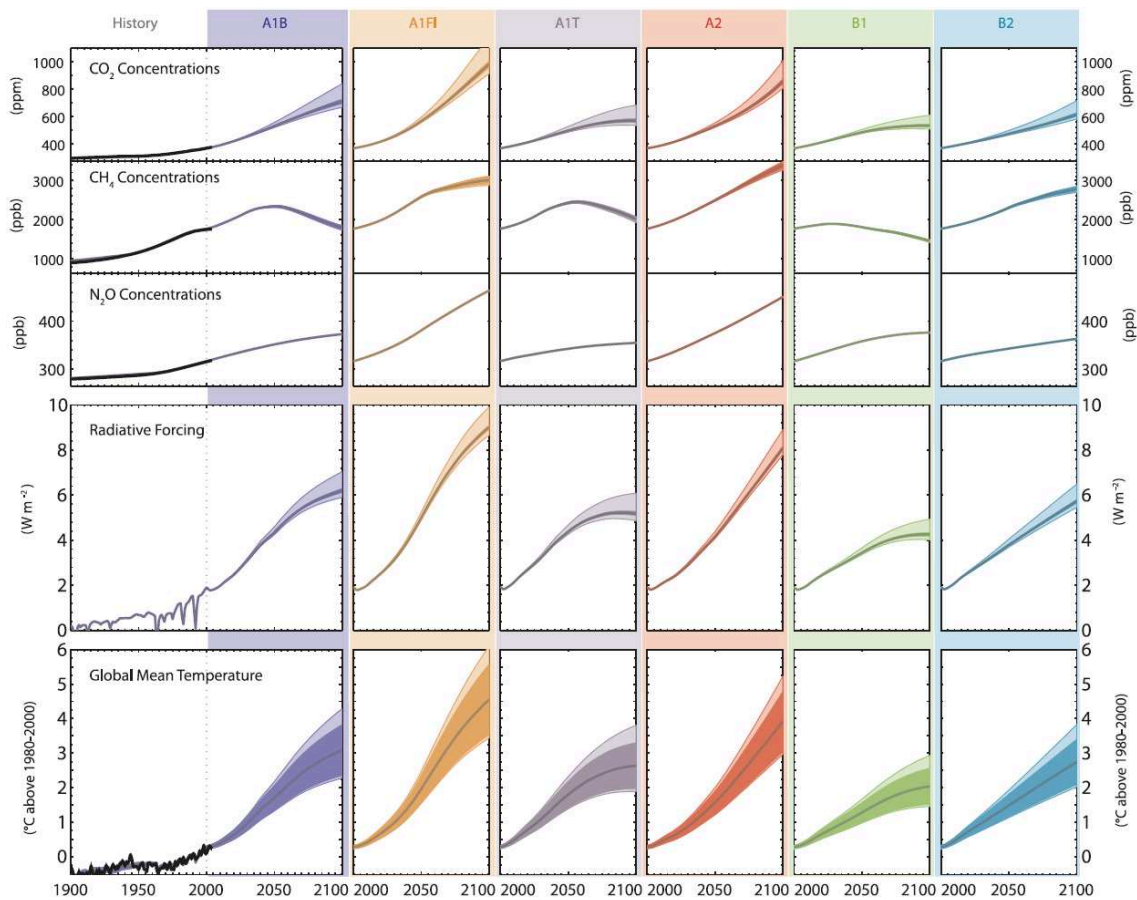 History A1B A1FI A1T A2 B1 B2
CO₂ Concentrations
1000 1000
(ppm) 800 800 (ppm)
600 600
400 400
CH₄ Concentrations
3000 3000
(ppb) 2000 2000 (ppb)
1000 1000
N₂O Concentrations
(ppb) 400 400 (ppb)
300 300
10 10
Radiative Forcing
8 8
(W m⁻²) 6 6 (W m⁻²)
4 4
2 2
0 0
6 6
Global Mean Temperature
5 5
4 4
(°C above 1980-2000) 3 3 (°C above 1980-2000)
2 2
1 1
0 0
1900 1950 2000 2050 2100 2000 2050 2100 2000 2050 2100 2000 2050 2100 2000 2050 2100 2000 2050 2100